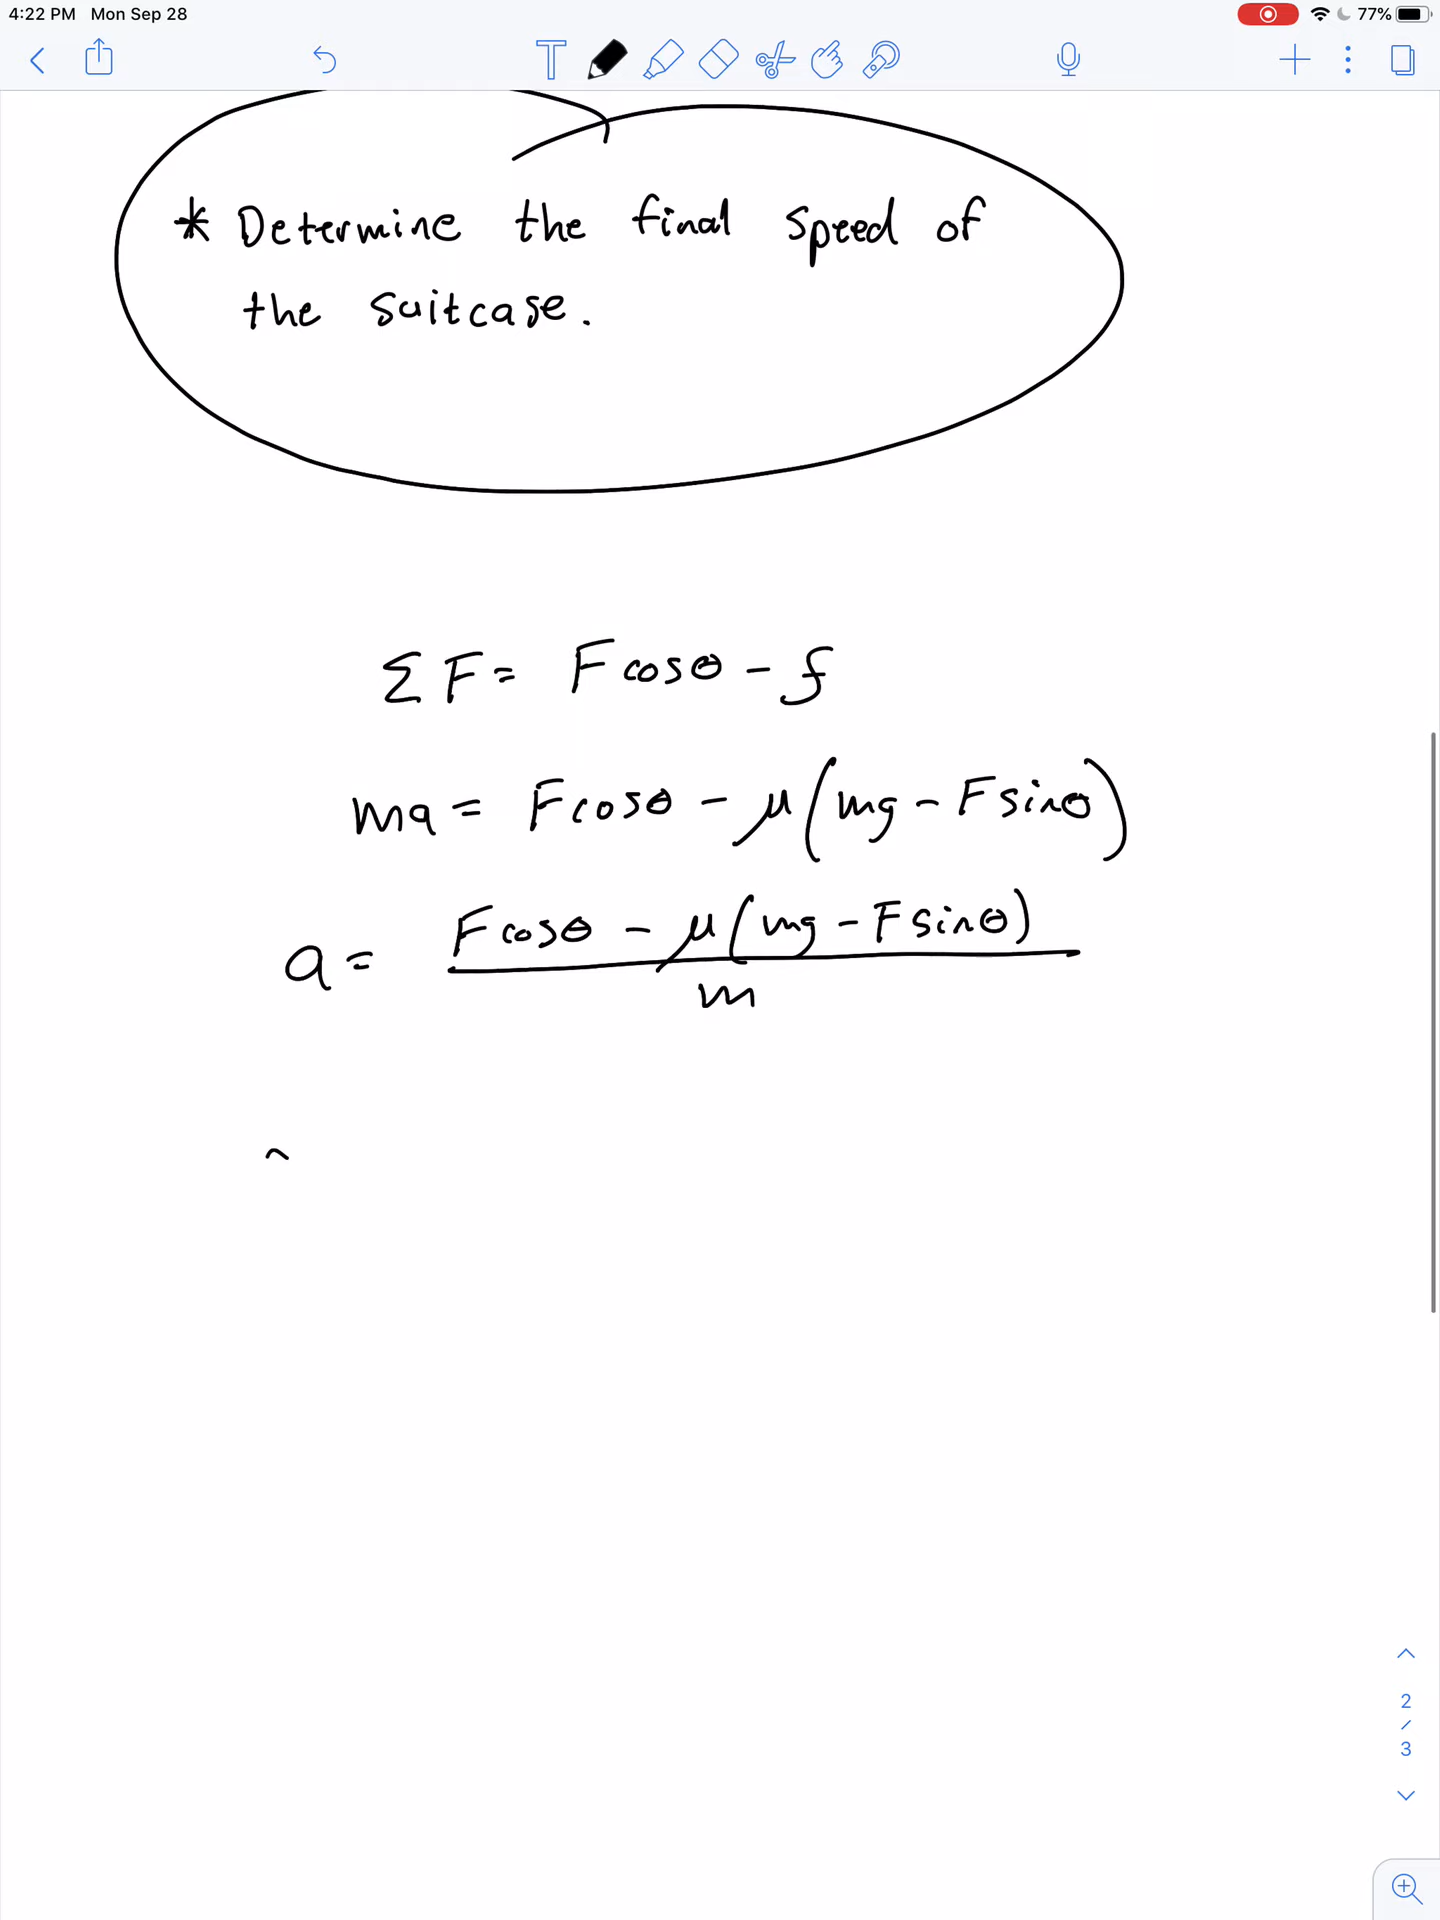 4:22 PM Mon Sep 28
77%
* Determine the final speed of
the suitcase.
ΣF = Fcosθ - f
ma = Fcosθ - μ(mg - Fsinθ)
a = Fcosθ - μ(mg - Fsinθ)
m
2
/
3